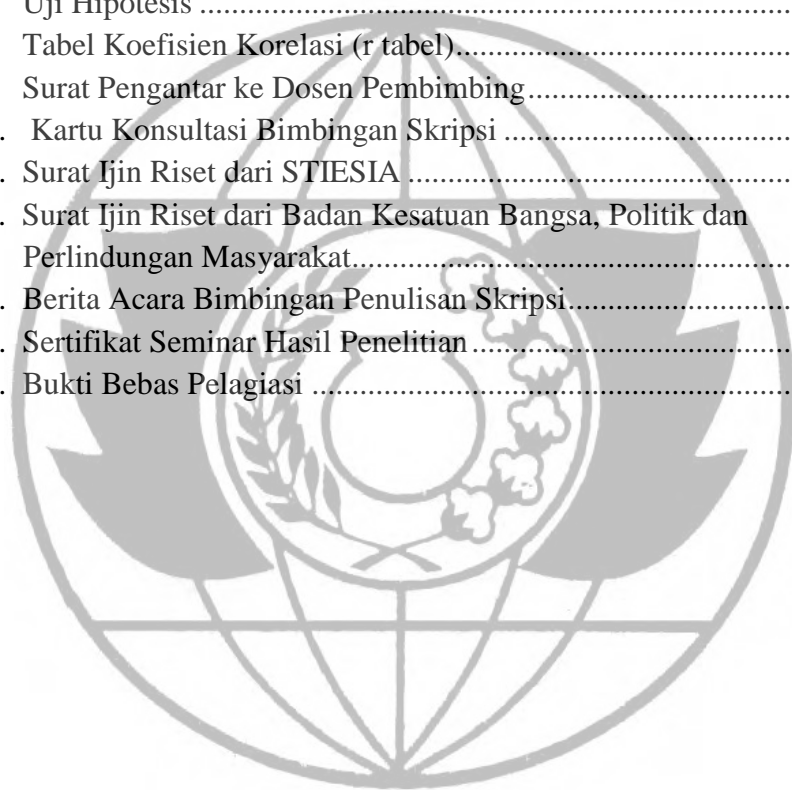 Uji Hipotesis ........................................................................................
Tabel Koefisien Korelasi (r tabel)......................................................
Surat Pengantar ke Dosen Pembimbing...........................................
. Kartu Konsultasi Bimbingan Skripsi ...............................................
. Surat Ijin Riset dari STIESIA ...........................................................
. Surat Ijin Riset dari Badan Kesatuan Bangsa, Politik dan
Perlindungan Masyarakat......................................................................
. Berita Acara Bimbingan Penulisan Skripsi.....................................
. Sertifikat Seminar Hasil Penelitian .................................................
. Bukti Bebas Pelagiasi .......................................................................